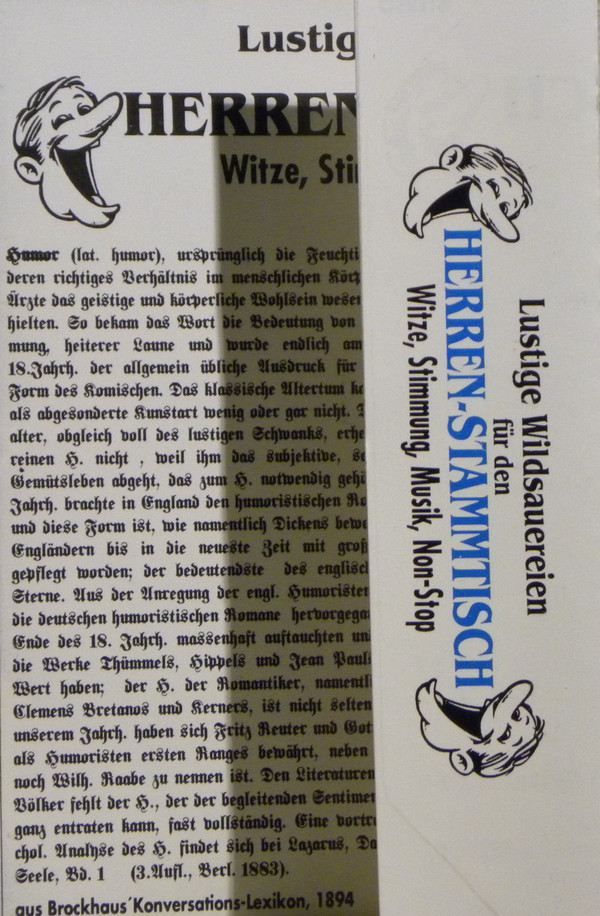 Lustig
HERREN
Witze, Sti
Humor (lat. humor), ursprünglich die Feuchti
deren richtiges Verhältnis im menschlichen Körp
Ärzte das geistige und körperliche Wohlsein wese
hielten. So bekam das Wort die Bedeutung von
mung, heiterer Laune und wurde endlich am
18.Jahrh. der allgemein übliche Ausdruck für
Form des Komischen. Das klassische Altertum k
als abgesonderte Kunstart wenig oder gar nicht.
alter, obgleich voll des lustigen Schwanks, erhe
reinen H. nicht , weil ihm das subjektive, se
Gemütsleben abgeht, das zum H. notwendig geh
Jahrh. brachte in England den humoristischen Ro
und diese Form ist, wie namentlich Dickens bew
Engländern bis in die neueste Zeit mit groß
gepflegt worden; der bedeutendste des englisch
Sterne. Aus der Anregung der engl. Humoristen
die deutschen humoristischen Romane hervorgega
Ende des 18. Jahrh. massenhaft auftauchten un
die Werke Thümmels, Hippels und Jean Pauls
Wert haben; der H. der Romantiker, namentl
Clemens Bretanos und Kerners, ist nicht selten
unserem Jahrh. haben sich Fritz Reuter und Got
als Humoristen ersten Ranges bewährt, neben
noch Wilh. Raabe zu nennen ist. Den Literaturen
Völker fehlt der H., der der begleitenden Sentimen
ganz entraten kann, fast vollständig. Eine vortre
chol. Analyse des H. findet sich bei Lazarus, Da
Seele, Bd. 1 (3.Aufl., Berl. 1883).
aus Brockhaus´Konversations-Lexikon, 1894
Lustige Wildsauereien
für den
HERREN-STAMMTISCH
Witze, Stimmung, Musik, Non-Stop